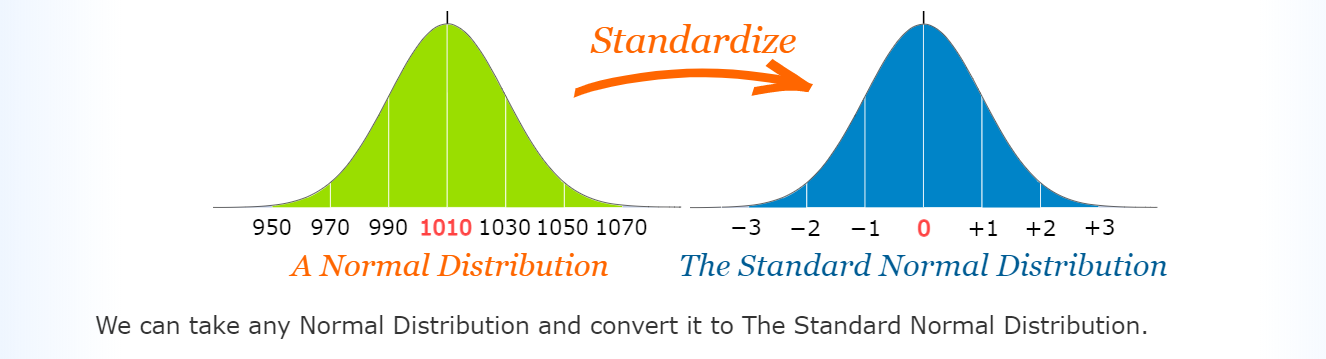 Standardize
950 970 990 1010 1030 1050 1070
−3 −2 −1 0 +1 +2 +3
A Normal Distribution
The Standard Normal Distribution
We can take any Normal Distribution and convert it to The Standard Normal Distribution.